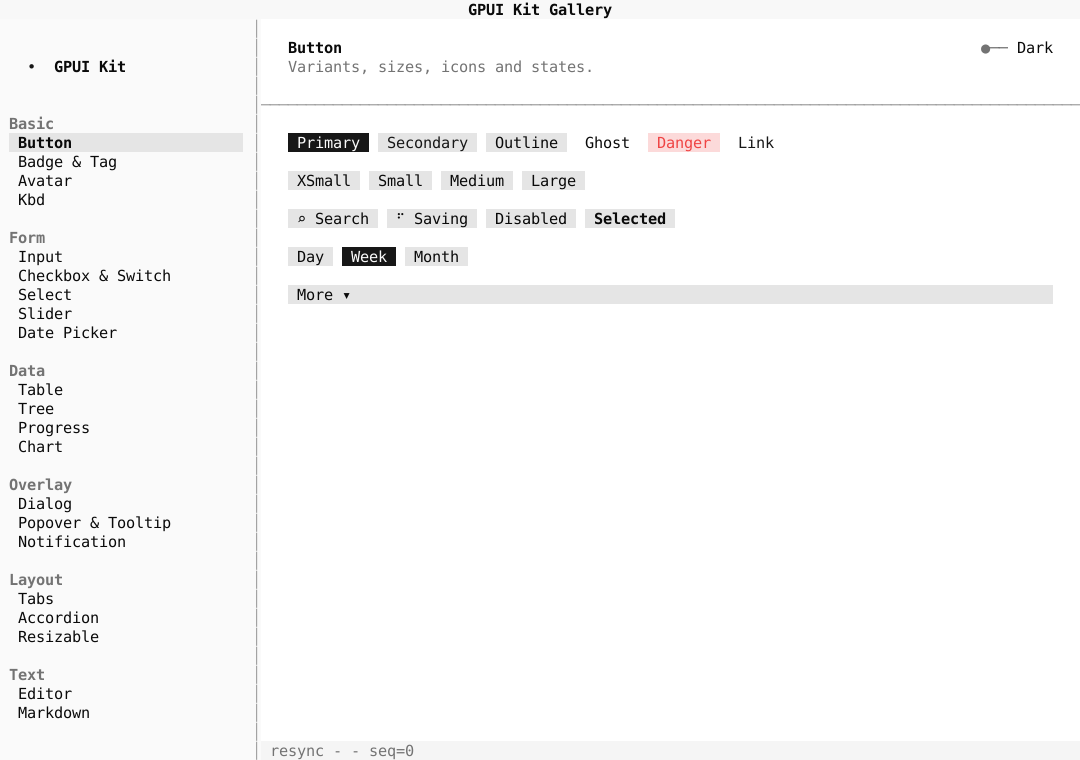 GPUI Kit Gallery
• GPUI Kit
Basic
Button
Badge & Tag
Avatar
Kbd
Form
Input
Checkbox & Switch
Select
Slider
Date Picker
Data
Table
Tree
Progress
Chart
Overlay
Dialog
Popover & Tooltip
Notification
Layout
Tabs
Accordion
Resizable
Text
Editor
Markdown
Button
Dark
Variants, sizes, icons and states.
Primary Secondary Outline Ghost Danger Link
XSmall Small Medium Large
⌕ Search ⠋ Saving Disabled Selected
Day Week Month
More ▾
resync - - seq=0